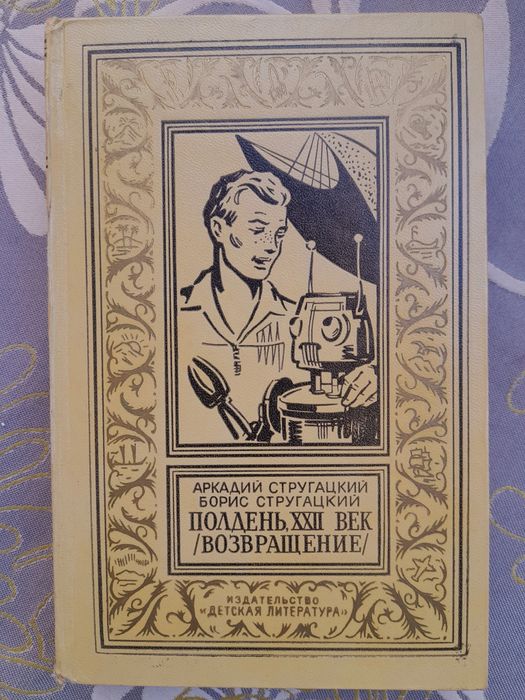 АРКАДИЙ СТРУГАЦКИЙ
БОРИС СТРУГАЦКИЙ
ПОЛДЕНЬ, XXII ВЕК
/ВОЗВРАЩЕНИЕ/
ИЗДАТЕЛЬСТВО
«ДЕТСКАЯ ЛИТЕРАТУРА»